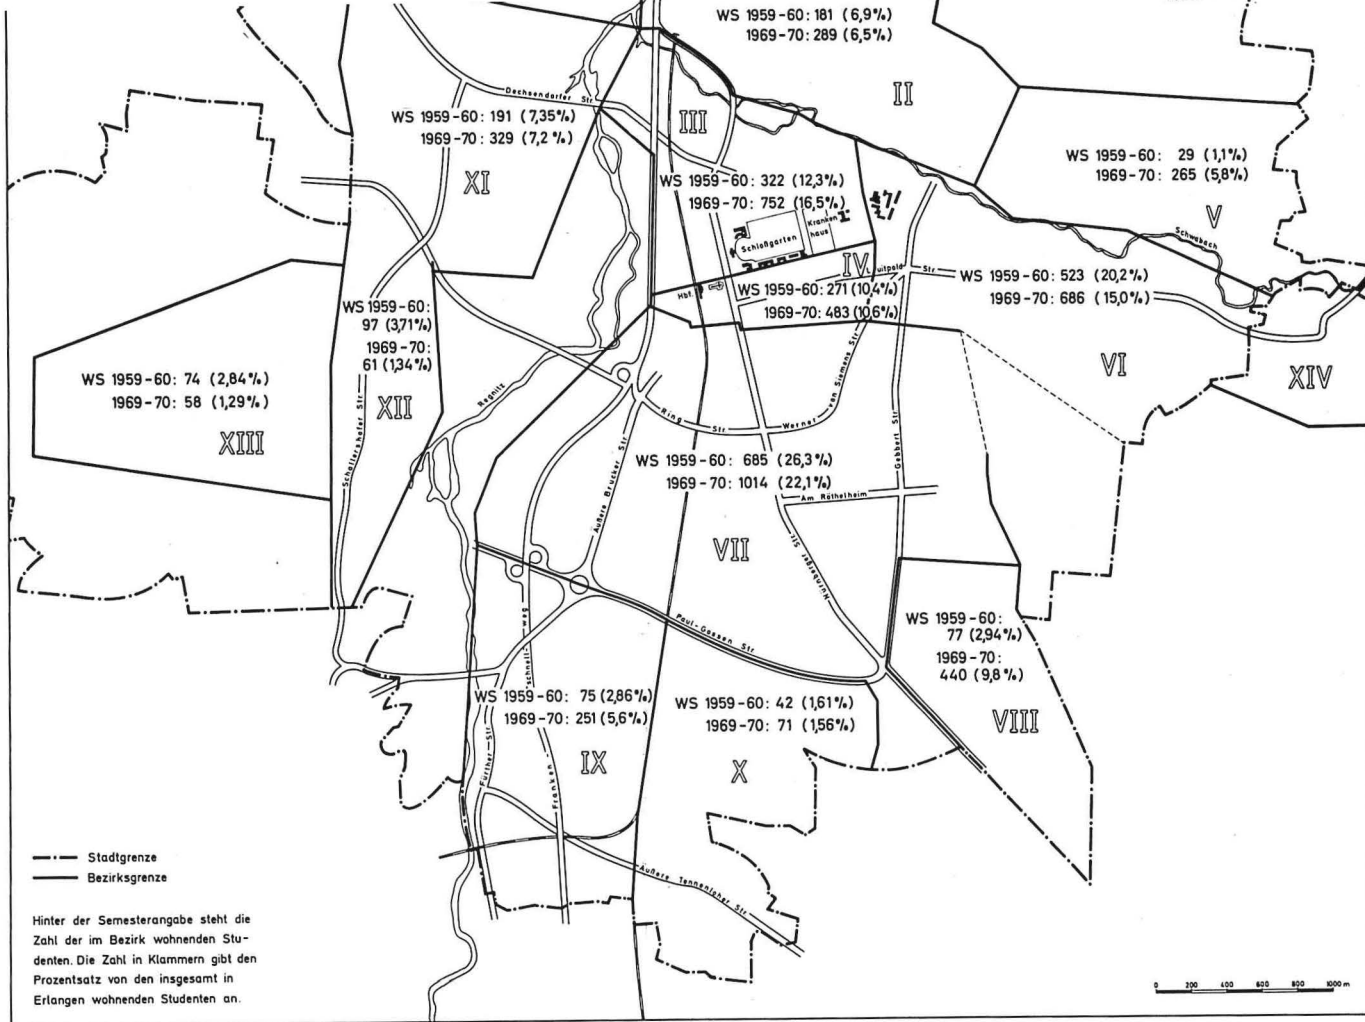 WS 1959-60: 181 (6,9%)
1969-70: 289 (6,5%)
II
Dechsendorfer Str
WS 1959-60: 191 (7,35%)
1969-70: 329 (7,2%)
XI
III
WS 1959-60: 322 (12,3%)
1969-70: 752 (16,5%)
Schloßgarten
Kranken
haus
WS 1959-60: 29 (1,1%)
1969-70: 265 (5,8%)
V
Schwabach
IV
Luitpold Str
Hbf.
WS 1959-60: 271 (10,4%)
1969-70: 483 (10,6%)
WS 1959-60: 523 (20,2%)
1969-70: 686 (15,0%)
VI
XIV
WS 1959-60:
97 (3,71%)
1969-70:
61 (1,34%)
XII
WS 1959-60: 74 (2,84%)
1969-70: 58 (1,29%)
XIII
Schallershofer Str
Regnitz
Ring Str
Werner von Siemens Str
Gebbert Str
Äußere Brucker Str
WS 1959-60: 685 (26,3%)
1969-70: 1014 (22,1%)
Am Röthelheim
VII
Nürnberger Str
Paul-Gossen Str
WS 1959-60:
77 (2,94%)
1969-70:
440 (9,8%)
VIII
WS 1959-60: 75 (2,86%)
1969-70: 251 (5,6%)
IX
WS 1959-60: 42 (1,61%)
1969-70: 71 (1,56%)
X
Fürther Str
Franken-schnell-weg
Äußere Tennenloher Str
Stadtgrenze
Bezirksgrenze
Hinter der Semesterangabe steht die
Zahl der im Bezirk wohnenden Stu-
denten. Die Zahl in Klammern gibt den
Prozentsatz von den insgesamt in
Erlangen wohnenden Studenten an.
0 200 400 600 800 1000 m